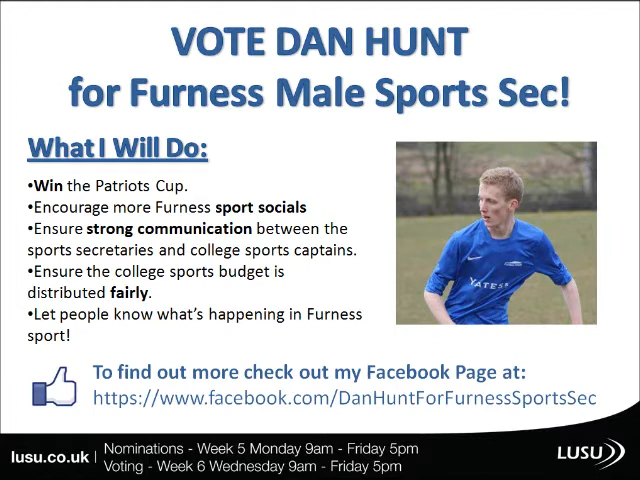 VOTE DAN HUNT
for Furness Male Sports Sec!
What I Will Do:
•Win the Patriots Cup.
•Encourage more Furness sport socials
•Ensure strong communication between the
sports secretaries and college sports captains.
•Ensure the college sports budget is
distributed fairly.
•Let people know what's happening in Furness
sport!
YATES
To find out more check out my Facebook Page at:
https://www.facebook.com/DanHuntForFurnessSportsSec
lusu.co.uk | Nominations - Week 5 Monday 9am - Friday 5pm
Voting - Week 6 Wednesday 9am - Friday 5pm
LUSU